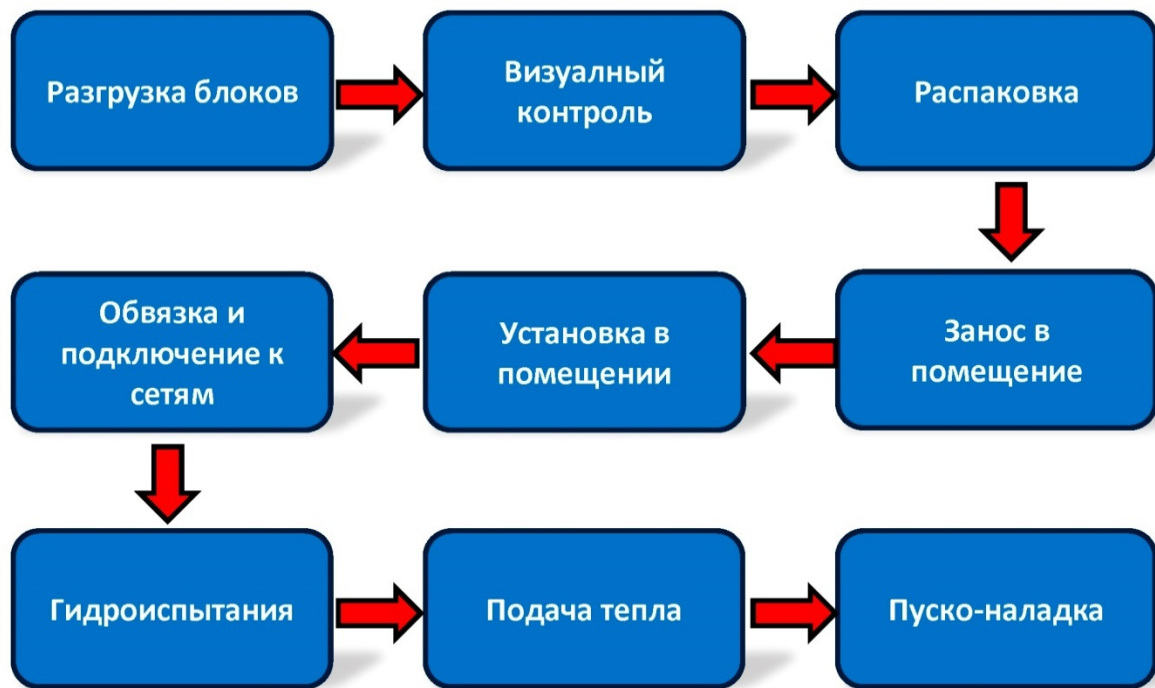 Разгрузка блоков
Визуалный
контроль
Распаковка
Занос в
помещение
Установка в
помещении
Обвязка и
подключение к
сетям
Гидроиспытания
Подача тепла
Пуско-наладка